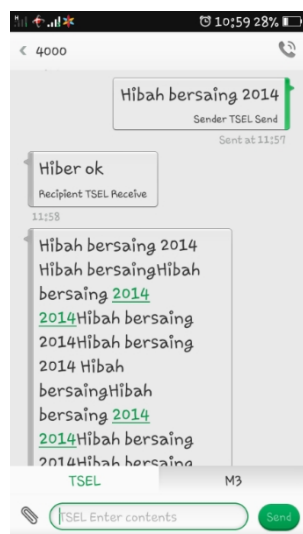 10:59 28%
< 4000
Hibah bersaing 2014
Sender TSEL Send
Sent at 11:57
Hiber ok
Recipient TSEL Receive
11:58
Hibah bersaing 2014
Hibah bersaingHibah
bersaing 2014
2014Hibah bersaing
2014Hibah bersaing
2014 Hibah
bersaingHibah
bersaing 2014
2014Hibah bersaing
2014Hibah bersaing
TSEL M3
TSEL Enter contents Send